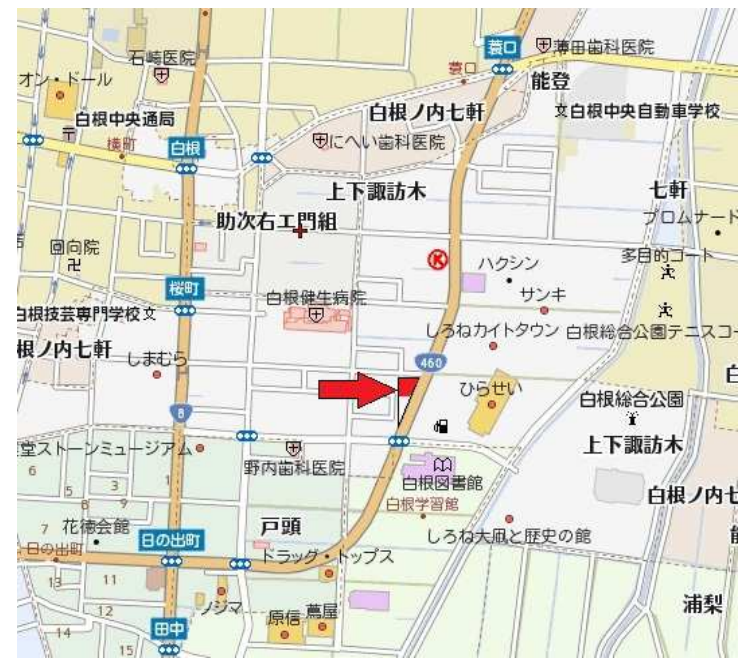 蓑口
薄田歯科医院
石崎医院
蓑口
オン・ドール
能登
白根中央通局
白根ノ内七軒
文白根中央自動車学校
横町
白根
にへい歯科医院
上下諏訪木
七軒
助次右エ門組
プロムナード
回向院
多目的コート
K
ハクシン
桜町
白根健生病院
サンキ
白根技芸専門学校文
しろねカイトタウン
白根総合公園テニスコー
根ノ内七軒
しまむら
460
ひらせい
8
白根総合公園
堂ストーンミュージアム
上下諏訪木
野内歯科医院
6
白根図書館
5
3
1
白根ノ内七
9
8
白根学習館
7
花徳会館
戸頭
しろね大凧と歴史の館
日の出町
日の出町
ドラッグ・トップス
13
11
12
ノジマ
浦梨
原信
蔦屋
14
田中
15